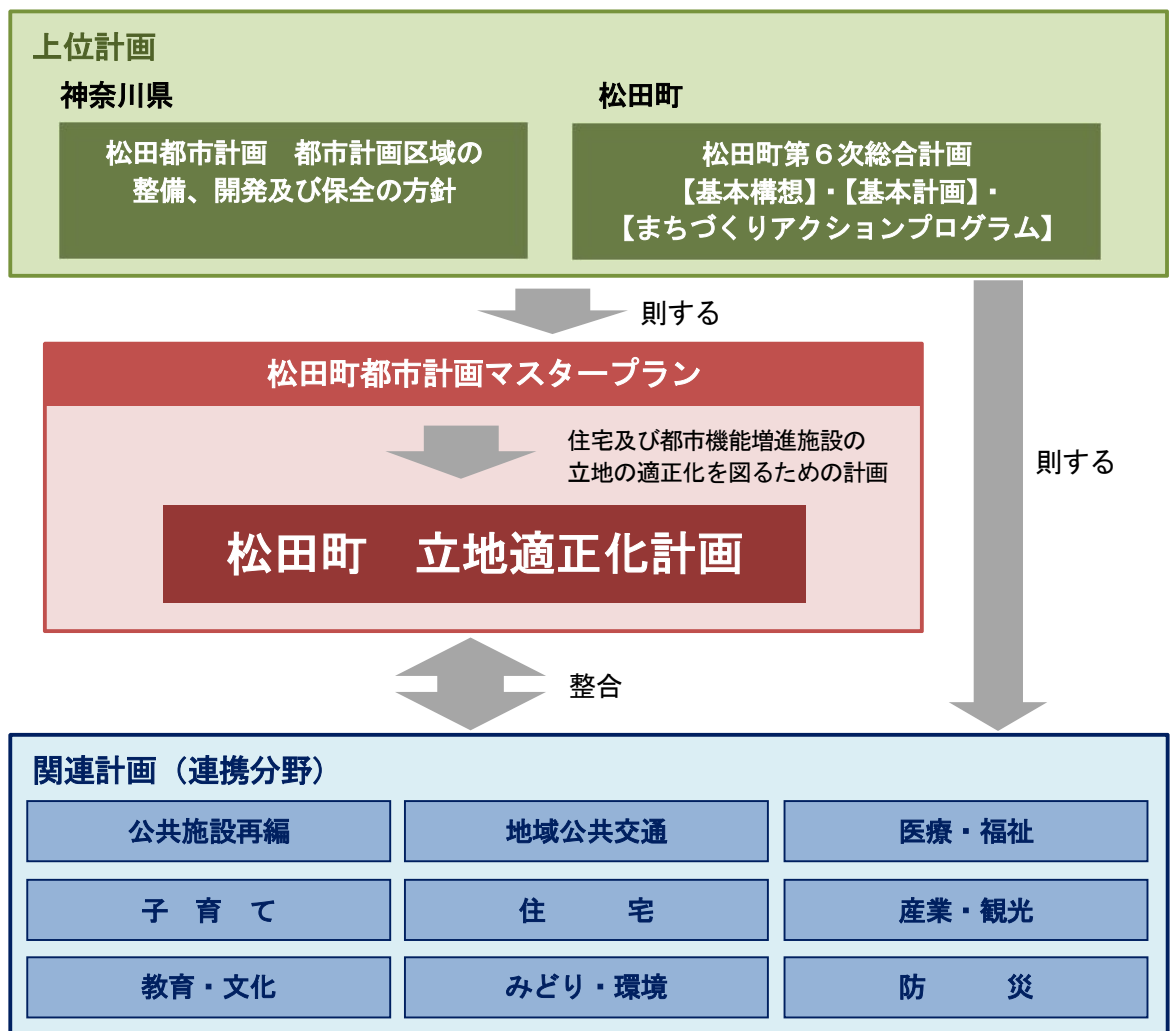 上位計画
神奈川県
松田都市計画　都市計画区域の
整備、開発及び保全の方針
松田町
松田町第６次総合計画
【基本構想】・【基本計画】・
【まちづくりアクションプログラム】
則する
松田町都市計画マスタープラン
住宅及び都市機能増進施設の
立地の適正化を図るための計画
則する
松田町　立地適正化計画
整合
関連計画（連携分野）
公共施設再編
地域公共交通
医療・福祉
子　育　て
住　　　宅
産業・観光
教育・文化
みどり・環境
防　　　災